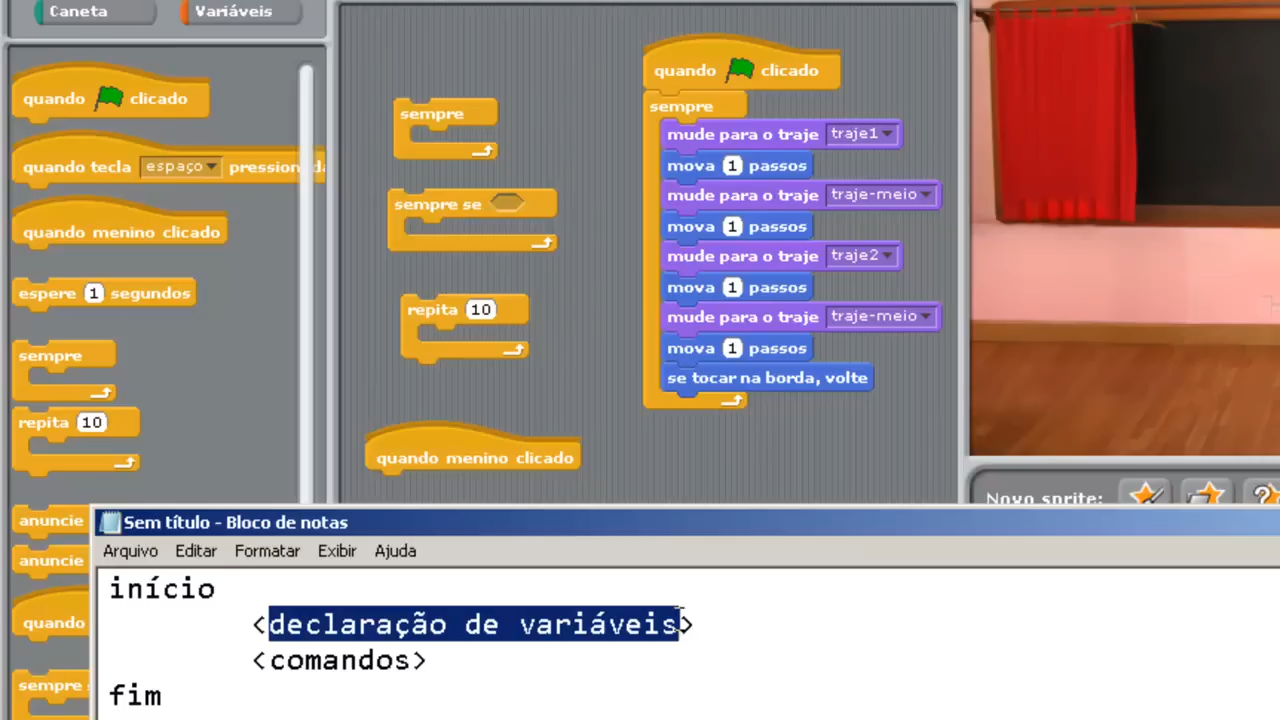 Caneta
Variáveis
quando clicado
quando tecla espaço pressionada
quando menino clicado
espere 1 segundos
sempre
repita 10
anuncie
anuncie
quando
sempre
sempre
sempre se
repita 10
quando menino clicado
quando clicado
sempre
mude para o traje traje1
mova 1 passos
mude para o traje traje-meio
mova 1 passos
mude para o traje traje2
mova 1 passos
mude para o traje traje-meio
mova 1 passos
se tocar na borda, volte
Novo sprite:
Sem título - Bloco de notas
Arquivo Editar Formatar Exibir Ajuda
início
<declaração de variáveis>
<comandos>
fim